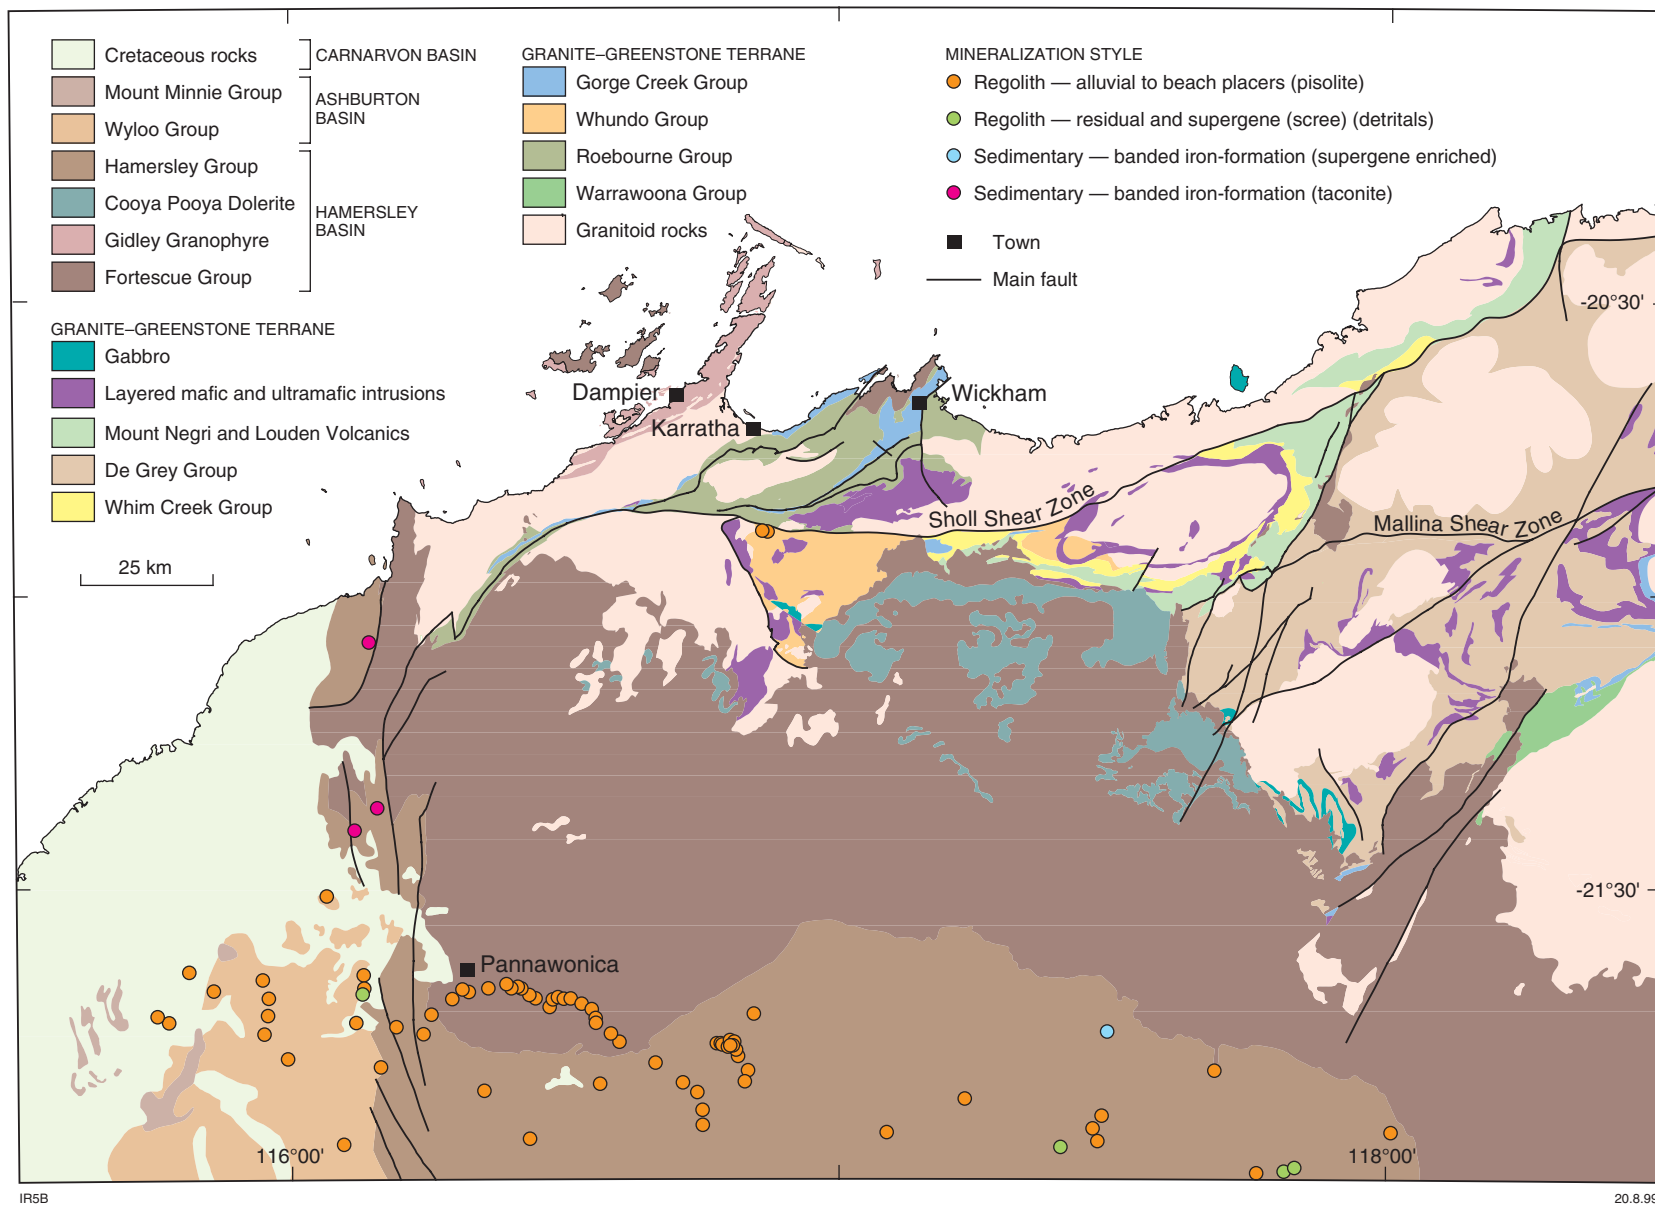 Cretaceous rocks
CARNARVON BASIN
Mount Minnie Group
Wyloo Group
ASHBURTON
BASIN
Hamersley Group
Cooya Pooya Dolerite
Gidley Granophyre
Fortescue Group
HAMERSLEY
BASIN
GRANITE–GREENSTONE TERRANE
Gabbro
Layered mafic and ultramafic intrusions
Mount Negri and Louden Volcanics
De Grey Group
Whim Creek Group
25 km
GRANITE–GREENSTONE TERRANE
Gorge Creek Group
Whundo Group
Roebourne Group
Warrawoona Group
Granitoid rocks
MINERALIZATION STYLE
Regolith — alluvial to beach placers (pisolite)
Regolith — residual and supergene (scree) (detritals)
Sedimentary — banded iron-formation (supergene enriched)
Sedimentary — banded iron-formation (taconite)
Town
Main fault
-20°30'
Dampier
Wickham
Karratha
Sholl Shear Zone
Mallina Shear Zone
-21°30'
Pannawonica
116°00'
118°00'
IR5B
20.8.99